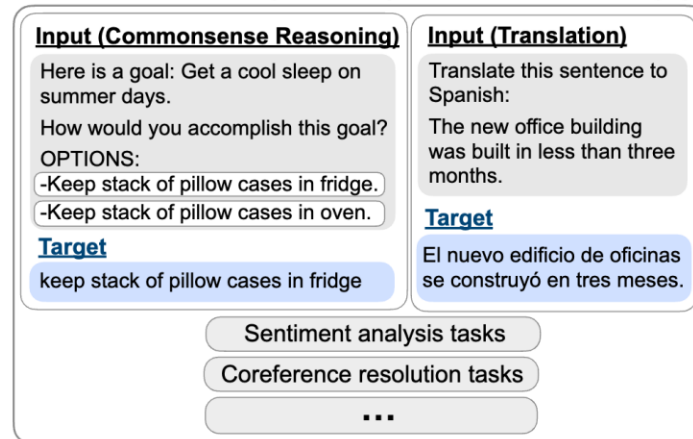 Input (Commonsense Reasoning)
Here is a goal: Get a cool sleep on
summer days.
How would you accomplish this goal?
OPTIONS:
-Keep stack of pillow cases in fridge.
-Keep stack of pillow cases in oven.
Target
keep stack of pillow cases in fridge
Input (Translation)
Translate this sentence to
Spanish:
The new office building
was built in less than three
months.
Target
El nuevo edificio de oficinas
se construyó en tres meses.
Sentiment analysis tasks
Coreference resolution tasks
...